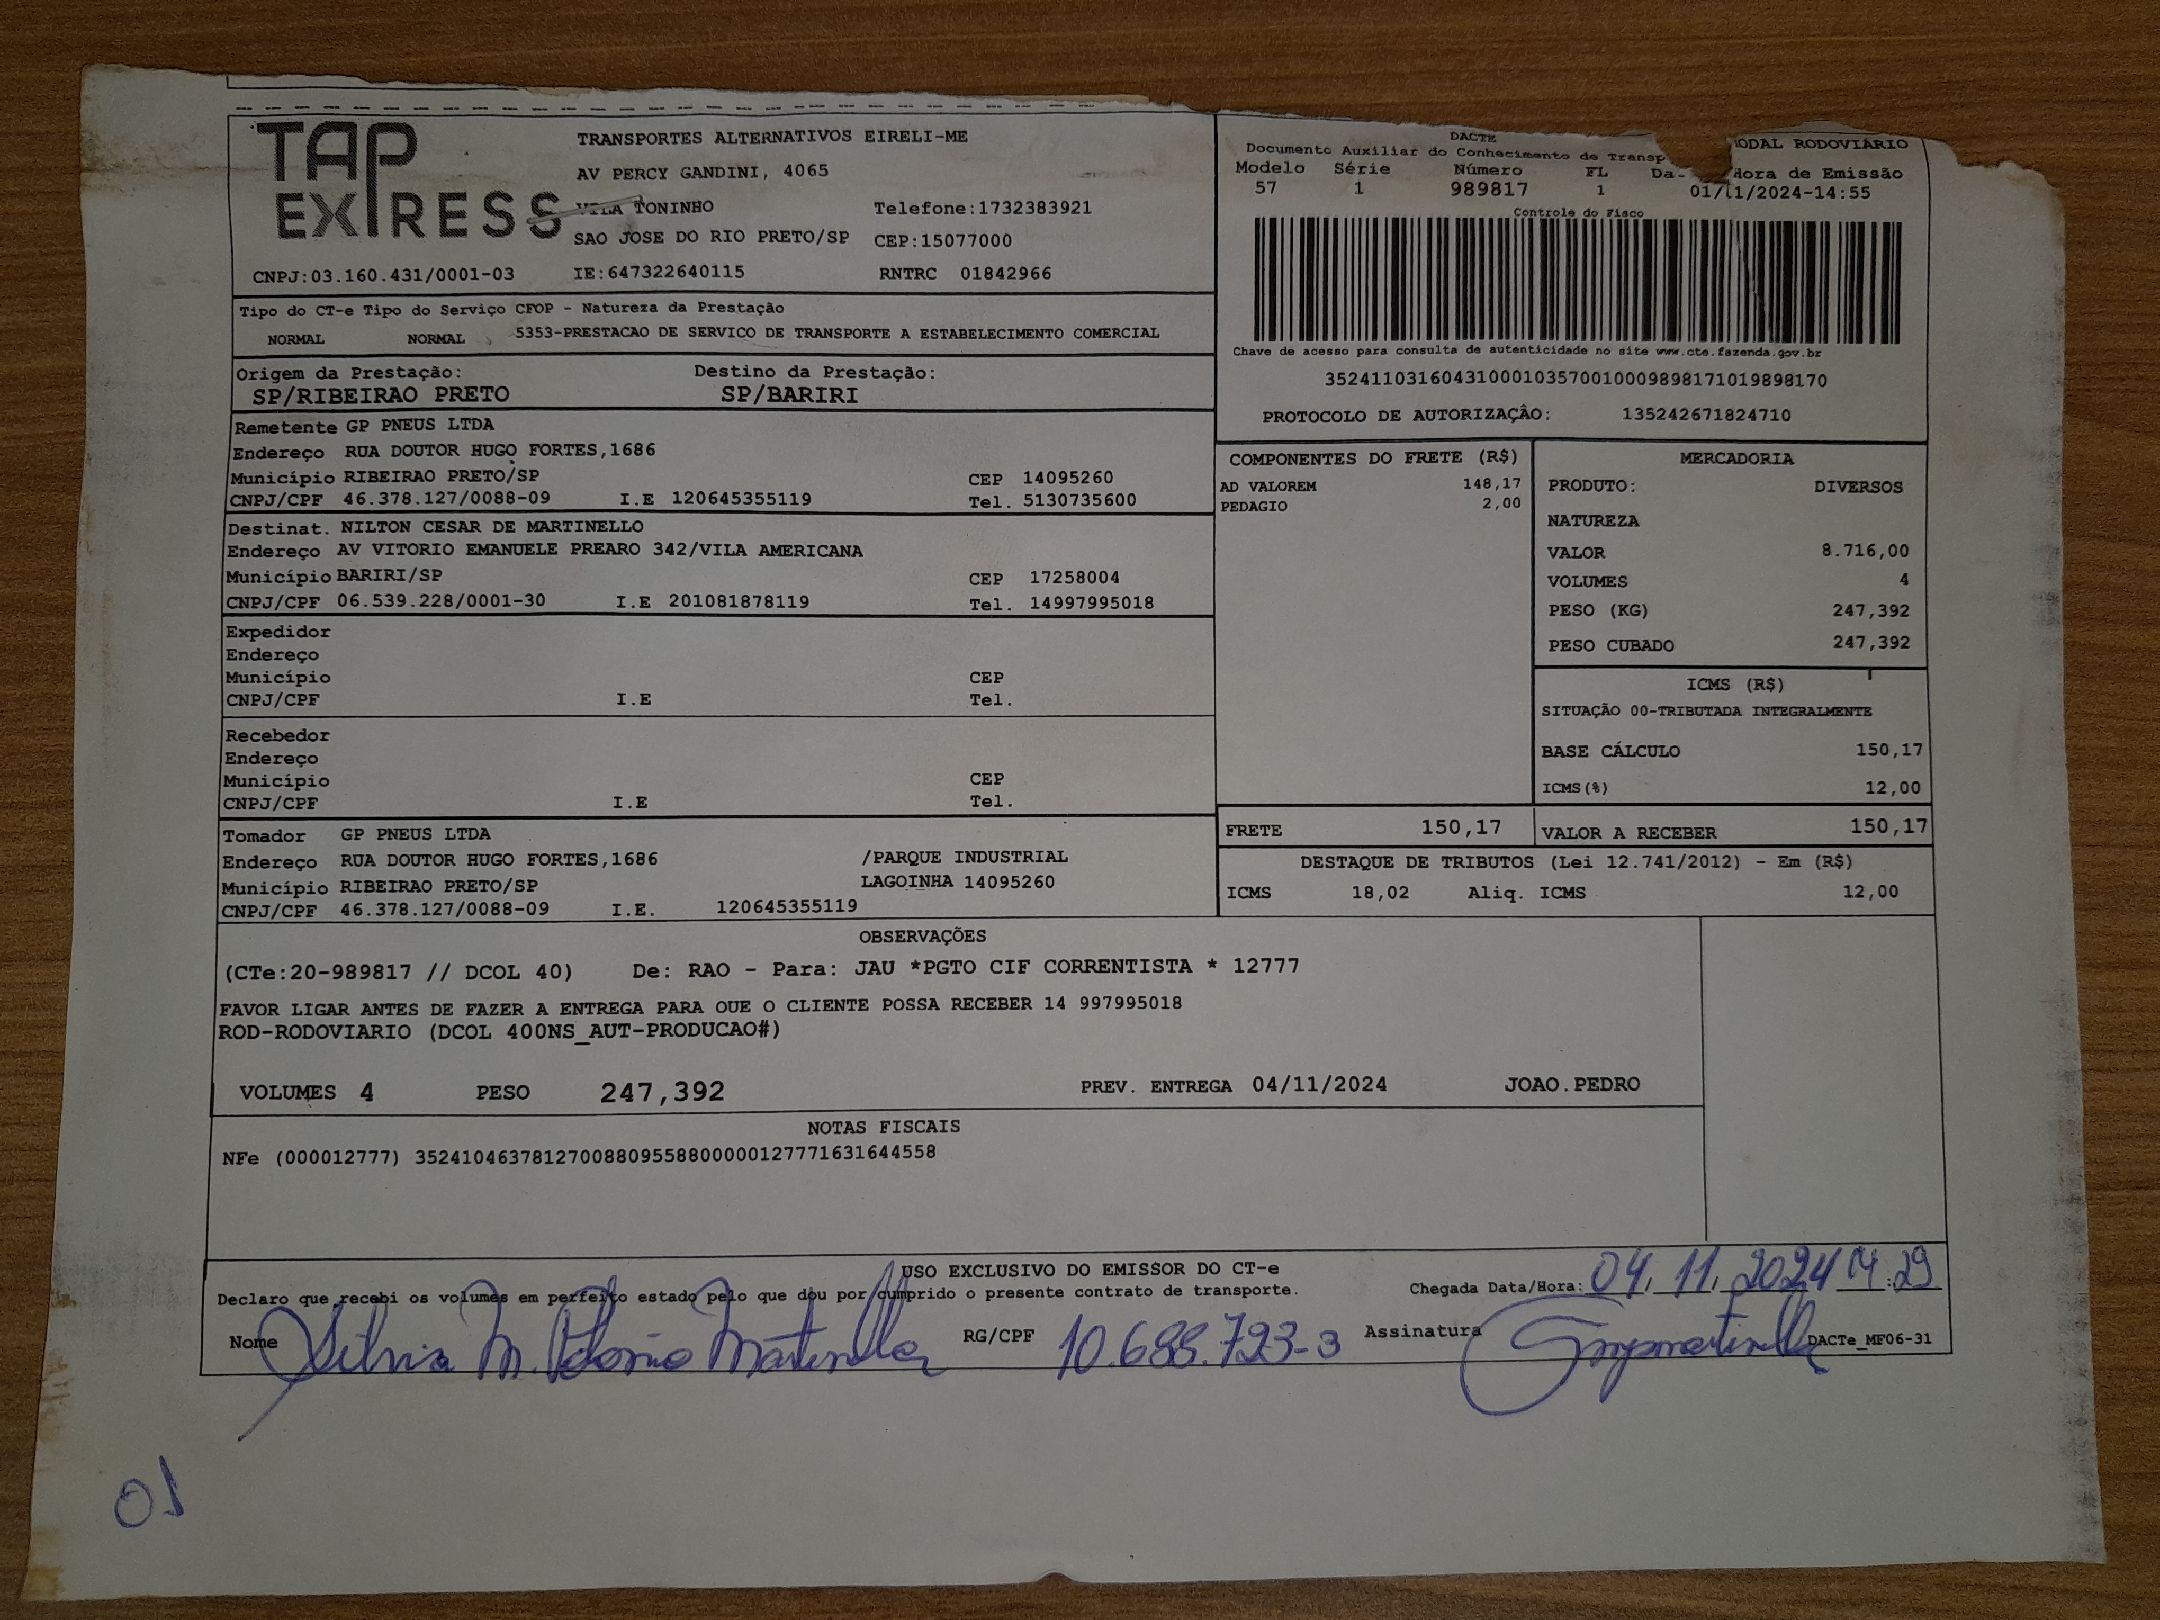 TAP EXPRESS
TRANSPORTES ALTERNATIVOS EIRELI-ME
AV PERCY GANDINI, 4065
VILA TONINHO Telefone:1732383921
SAO JOSE DO RIO PRETO/SP CEP:15077000
CNPJ:03.160.431/0001-03 IE:647322640115 RNTRC 01842966
DACTE
Documento Auxiliar do Conhecimento de Transp MODAL RODOVIÁRIO
Modelo Série Número FL Da Hora de Emissão
57 1 989817 1 01/11/2024-14:55
Controle do Fisco
Chave de acesso para consulta de autenticidade no site www.cte.fazenda.gov.br
35241103160431000103570010009898171019898170
PROTOCOLO DE AUTORIZAÇÂO: 135242671824710
Tipo do CT-e Tipo do Serviço CFOP - Natureza da Prestação
NORMAL NORMAL 5353-PRESTACAO DE SERVICO DE TRANSPORTE A ESTABELECIMENTO COMERCIAL
Origem da Prestação: Destino da Prestação:
SP/RIBEIRAO PRETO SP/BARIRI
Remetente GP PNEUS LTDA
Endereço RUA DOUTOR HUGO FORTES,1686
Município RIBEIRAO PRETO/SP CEP 14095260
CNPJ/CPF 46.378.127/0088-09 I.E 120645355119 Tel. 5130735600
Destinat. NILTON CESAR DE MARTINELLO
Endereço AV VITORIO EMANUELE PREARO 342/VILA AMERICANA
Município BARIRI/SP CEP 17258004
CNPJ/CPF 06.539.228/0001-30 I.E 201081878119 Tel. 14997995018
Expedidor
Endereço
Município CEP
CNPJ/CPF I.E Tel.
Recebedor
Endereço
Município CEP
CNPJ/CPF I.E Tel.
Tomador GP PNEUS LTDA
Endereço RUA DOUTOR HUGO FORTES,1686 /PARQUE INDUSTRIAL
Município RIBEIRAO PRETO/SP LAGOINHA 14095260
CNPJ/CPF 46.378.127/0088-09 I.E. 120645355119
COMPONENTES DO FRETE (R$)
AD VALOREM 148,17
PEDAGIO 2,00
MERCADORIA
PRODUTO: DIVERSOS
NATUREZA
VALOR 8.716,00
VOLUMES 4
PESO (KG) 247,392
PESO CUBADO 247,392
ICMS (R$)
SITUAÇÃO 00-TRIBUTADA INTEGRALMENTE
BASE CÁLCULO 150,17
ICMS(%) 12,00
FRETE 150,17 VALOR A RECEBER 150,17
DESTAQUE DE TRIBUTOS (Lei 12.741/2012) - Em (R$)
ICMS 18,02 Aliq. ICMS 12,00
OBSERVAÇÕES
(CTe:20-989817 // DCOL 40) De: RAO - Para: JAU *PGTO CIF CORRENTISTA * 12777
FAVOR LIGAR ANTES DE FAZER A ENTREGA PARA OUE O CLIENTE POSSA RECEBER 14 997995018
ROD-RODOVIARIO (DCOL 400NS_AUT-PRODUCAO#)
VOLUMES 4 PESO 247,392 PREV. ENTREGA 04/11/2024 JOAO.PEDRO
NOTAS FISCAIS
NFe (000012777) 35241046378127008809558800000127771631644558
USO EXCLUSIVO DO EMISSOR DO CT-e
Declaro que recebi os volumes em perfeito estado pelo que dou por cumprido o presente contrato de transporte. Chegada Data/Hora: 04.11.2024 14:29
Nome Silvia M. Martinello RG/CPF 10.688.723-3 Assinatura DACTe_MF06-31
01